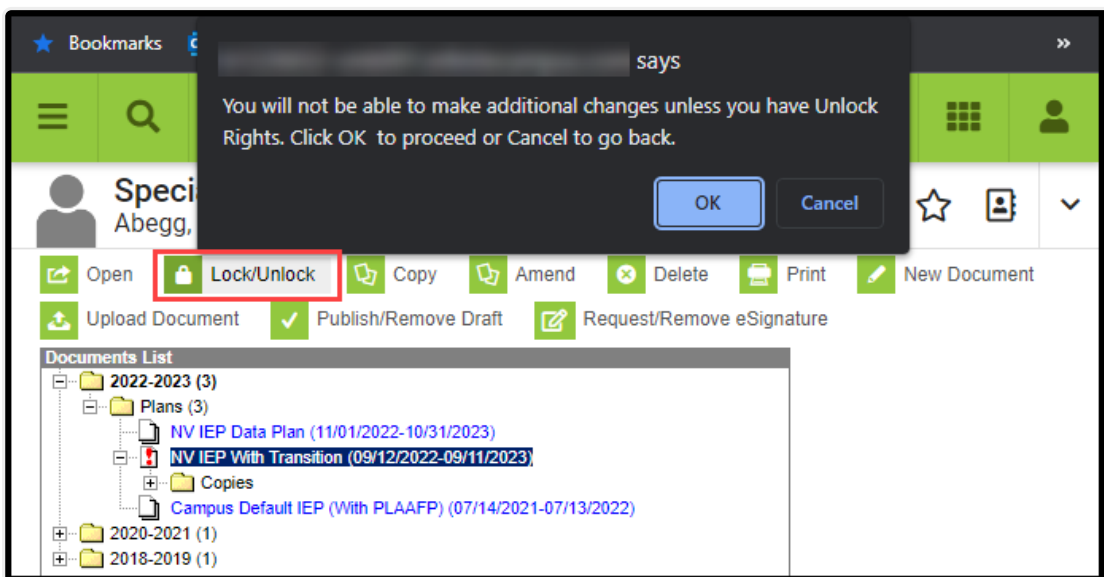 Bookmarks
»
says
You will not be able to make additional changes unless you have Unlock
Rights. Click OK to proceed or Cancel to go back.
OK Cancel
Abegg,
Open Lock/Unlock Copy Amend Delete Print New Document
Upload Document Publish/Remove Draft Request/Remove eSignature
Documents List
2022-2023 (3)
Plans (3)
NV IEP Data Plan (11/01/2022-10/31/2023)
NV IEP With Transition (09/12/2022-09/11/2023)
Copies
Campus Default IEP (With PLAAFP) (07/14/2021-07/13/2022)
2020-2021 (1)
2018-2019 (1)